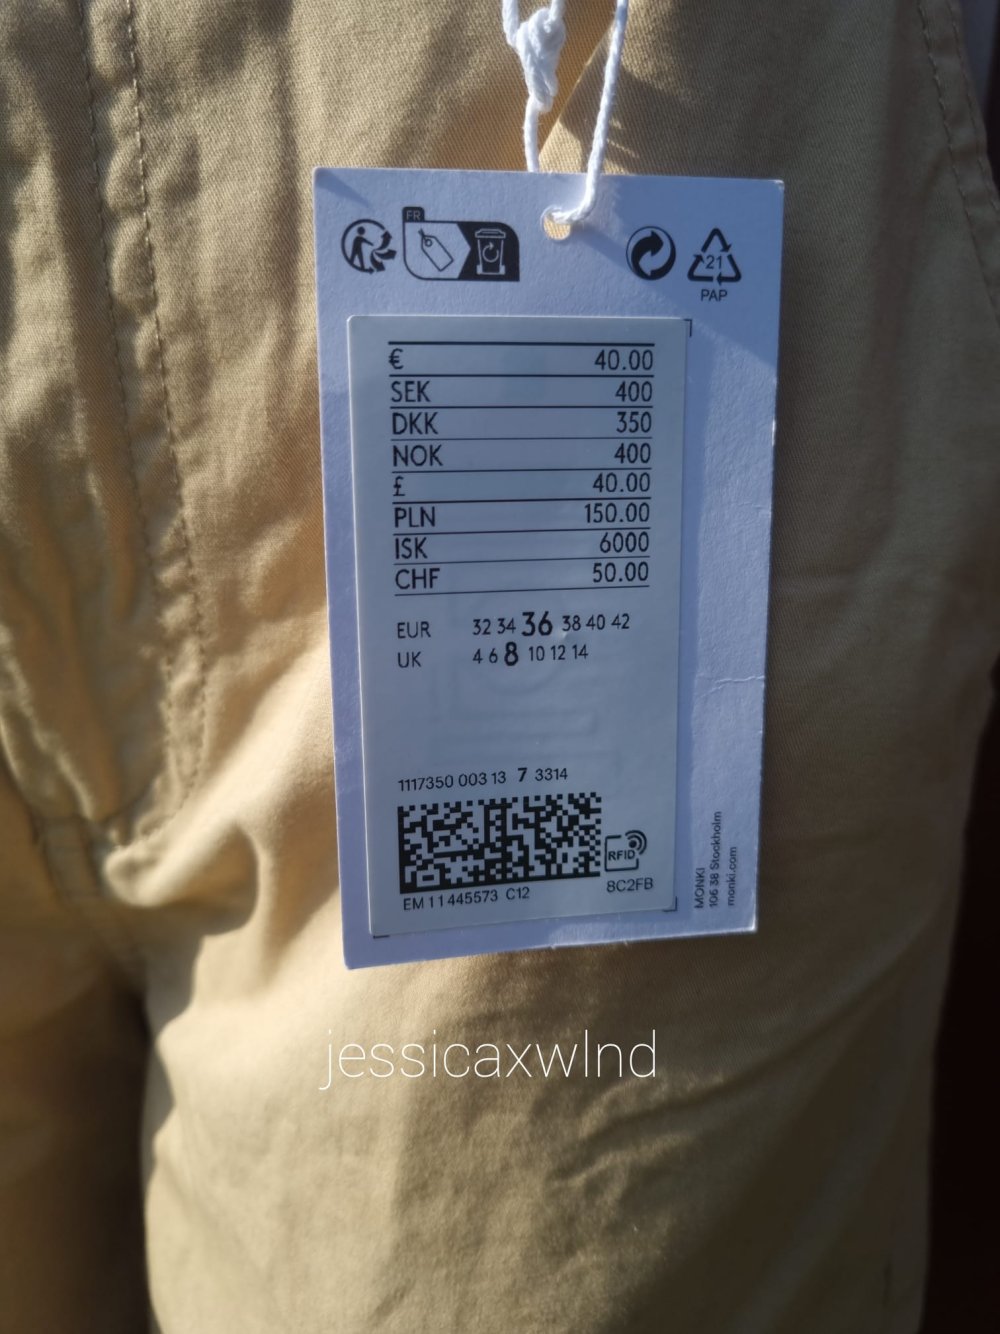 FR
21
PAP
€ 40.00
SEK 400
DKK 350
NOK 400
£ 40.00
PLN 150.00
ISK 6000
CHF 50.00
EUR 32 34 36 38 40 42
UK 4 6 8 10 12 14
1117350 003 13 7 3314
RFID
EM 11 445573 C12
8C2FB
MONKI
106 38 Stockholm
monki.com
jessicaxwlnd